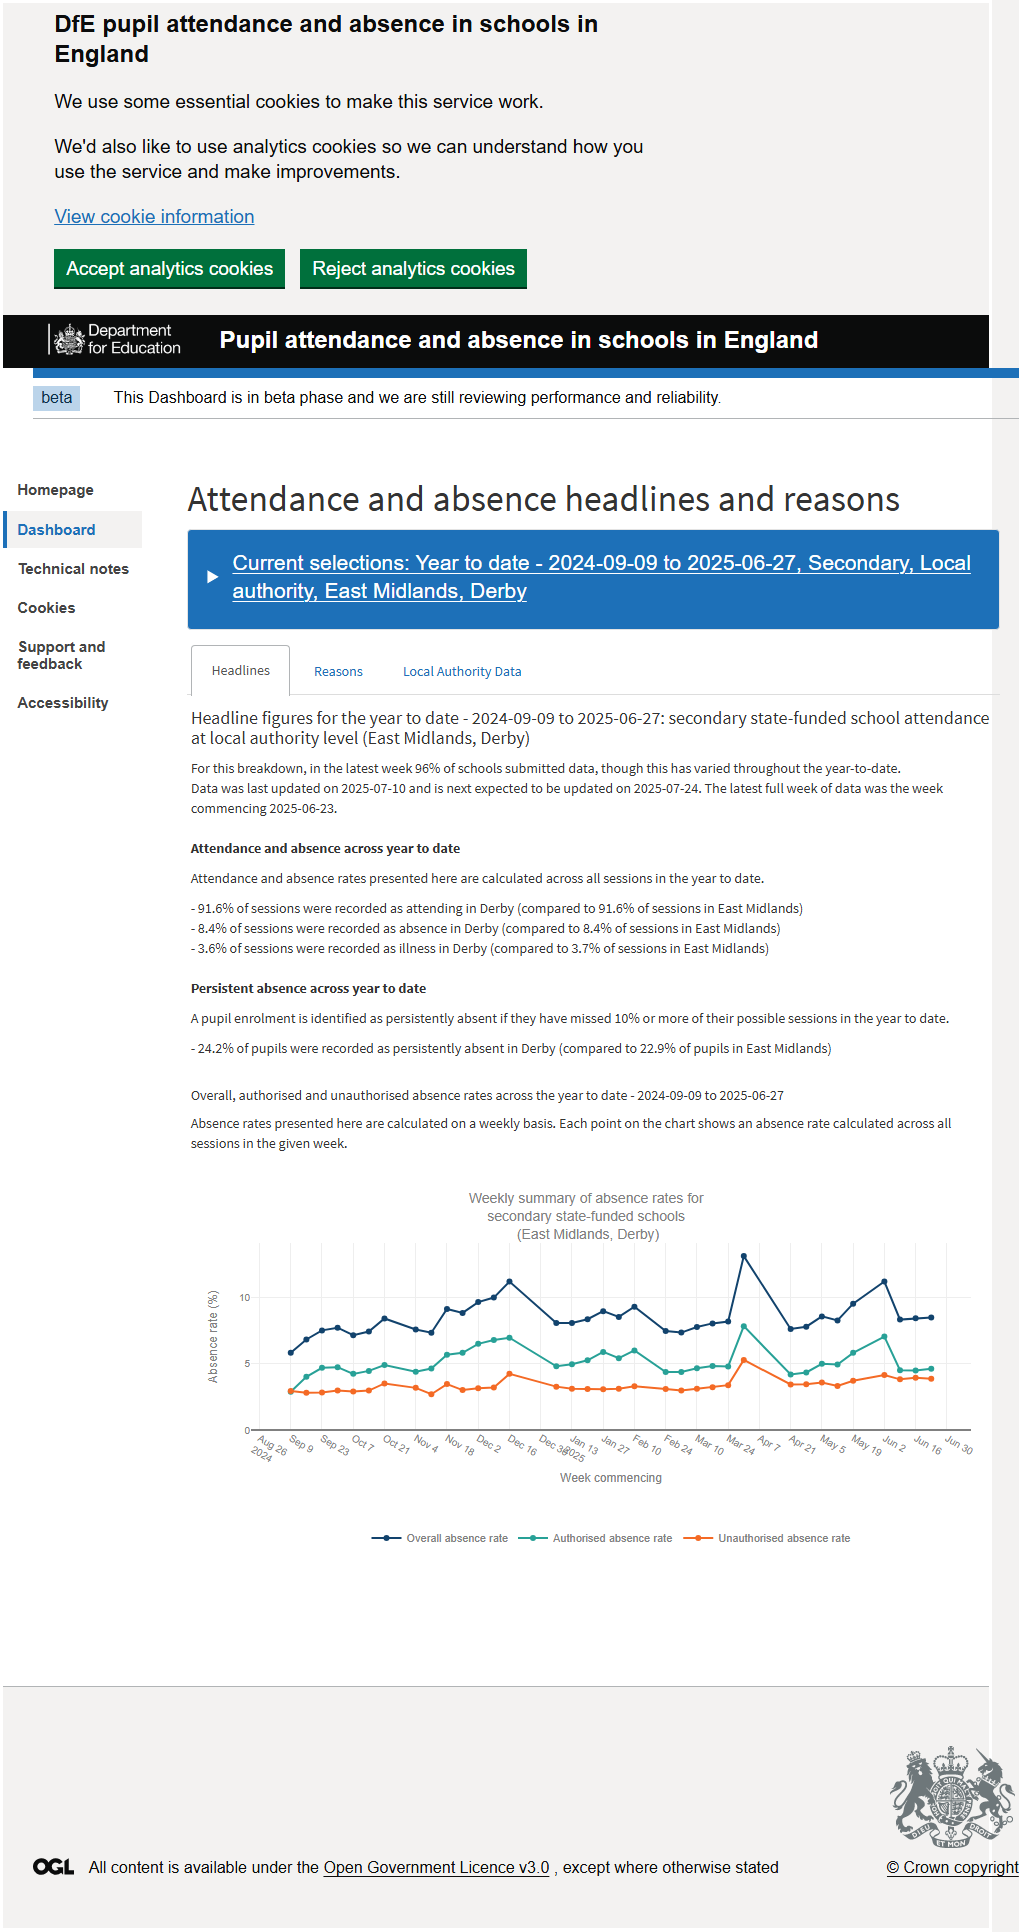 DfE pupil attendance and absence in schools in
England
We use some essential cookies to make this service work.
We'd also like to use analytics cookies so we can understand how you
use the service and make improvements.
View cookie information
Accept analytics cookies
Reject analytics cookies
Department
for Education
Pupil attendance and absence in schools in England
beta
This Dashboard is in beta phase and we are still reviewing performance and reliability.
Homepage
Dashboard
Technical notes
Cookies
Support and
feedback
Accessibility
Attendance and absence headlines and reasons
Current selections: Year to date - 2024-09-09 to 2025-06-27, Secondary, Local
authority, East Midlands, Derby
Headlines
Reasons
Local Authority Data
Headline figures for the year to date - 2024-09-09 to 2025-06-27: secondary state-funded school attendance
at local authority level (East Midlands, Derby)
For this breakdown, in the latest week 96% of schools submitted data, though this has varied throughout the year-to-date.
Data was last updated on 2025-07-10 and is next expected to be updated on 2025-07-24. The latest full week of data was the week
commencing 2025-06-23.
Attendance and absence across year to date
Attendance and absence rates presented here are calculated across all sessions in the year to date.
- 91.6% of sessions were recorded as attending in Derby (compared to 91.6% of sessions in East Midlands)
- 8.4% of sessions were recorded as absence in Derby (compared to 8.4% of sessions in East Midlands)
- 3.6% of sessions were recorded as illness in Derby (compared to 3.7% of sessions in East Midlands)
Persistent absence across year to date
A pupil enrolment is identified as persistently absent if they have missed 10% or more of their possible sessions in the year to date.
- 24.2% of pupils were recorded as persistently absent in Derby (compared to 22.9% of pupils in East Midlands)
Overall, authorised and unauthorised absence rates across the year to date - 2024-09-09 to 2025-06-27
Absence rates presented here are calculated on a weekly basis. Each point on the chart shows an absence rate calculated across all
sessions in the given week.
Weekly summary of absence rates for
secondary state-funded schools
(East Midlands, Derby)
Absence rate (%)
10
5
0
Aug 26
2024
Sep 9
Sep 23
Oct 7
Oct 21
Nov 4
Nov 18
Dec 2
Dec 16
Dec 30
Jan 13
2025
Jan 27
Feb 10
Feb 24
Mar 10
Mar 24
Apr 7
Apr 21
May 5
May 19
Jun 2
Jun 16
Jun 30
Week commencing
Overall absence rate
Authorised absence rate
Unauthorised absence rate
DIEU ET MON DROIT
OGL
All content is available under the Open Government Licence v3.0 , except where otherwise stated
© Crown copyright